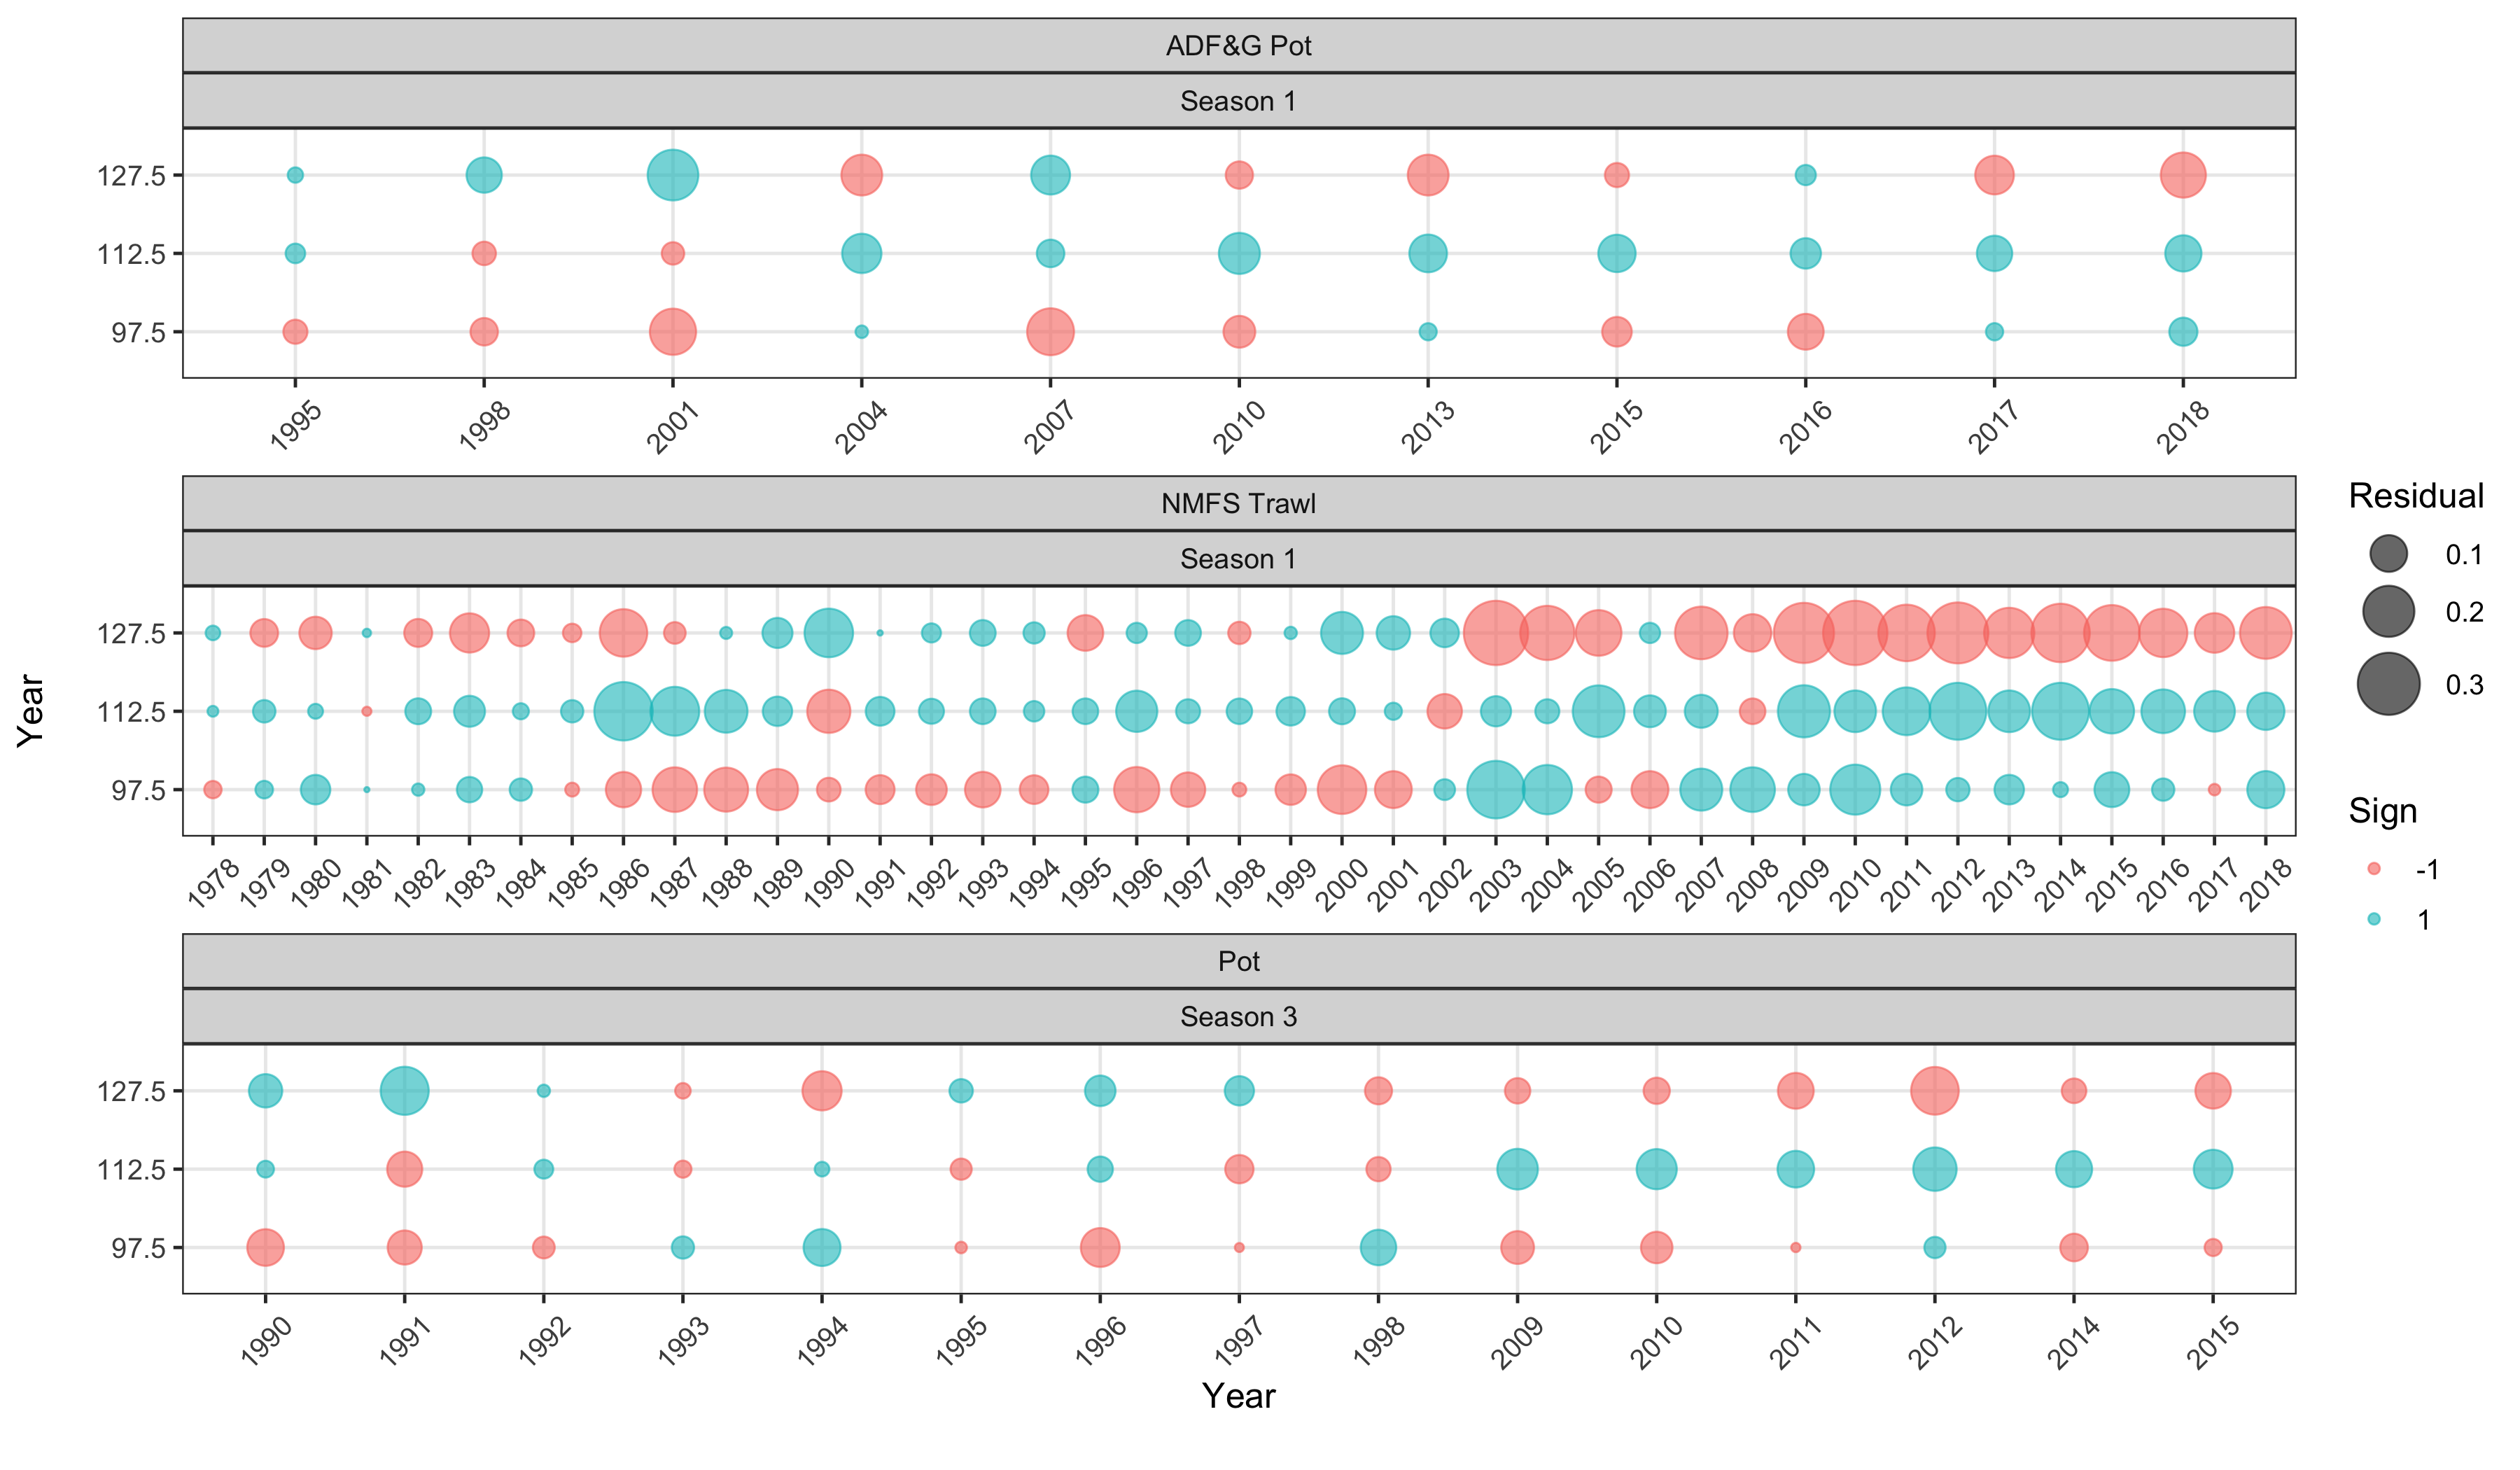 ADF&G Pot
Season 1
127.5
112.5
97.5
1995 1998 2001 2004 2007 2010 2013 2015 2016 2017 2018
NMFS Trawl
Season 1
127.5
112.5
97.5
1978 1979 1980 1981 1982 1983 1984 1985 1986 1987 1988 1989 1990 1991 1992 1993 1994 1995 1996 1997 1998 1999 2000 2001 2002 2003 2004 2005 2006 2007 2008 2009 2010 2011 2012 2013 2014 2015 2016 2017 2018
Pot
Season 3
127.5
112.5
97.5
1990 1991 1992 1993 1994 1995 1996 1997 1998 2009 2010 2011 2012 2014 2015
Year
Year
Residual
0.1
0.2
0.3
Sign
-1
1